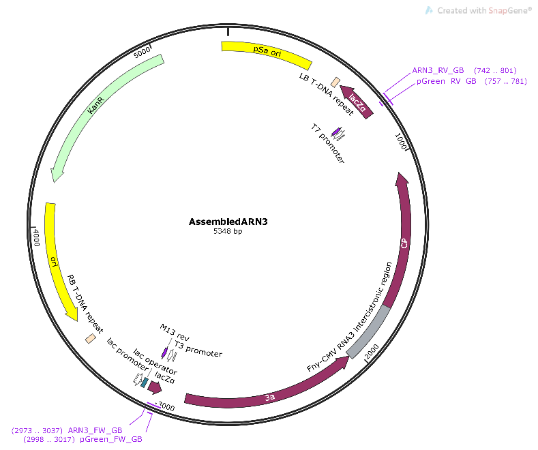 Created with SnapGene®
5000
pSa ori
LB T-DNA repeat
lacZα
ARN3_RV_GB (742 .. 801)
pGreen_RV_GB (757 .. 781)
KanR
T7 promoter
1000
AssembledARN3
5348 bp
4000
ori
CP
RB T-DNA repeat
Fny-CMV RNA3 Intercistronic region
2000
M13 rev
T3 promoter
lac operator
lacZα
lac promoter
3a
3000
(2973 .. 3037) ARN3_FW_GB
(2998 .. 3017) pGreen_FW_GB